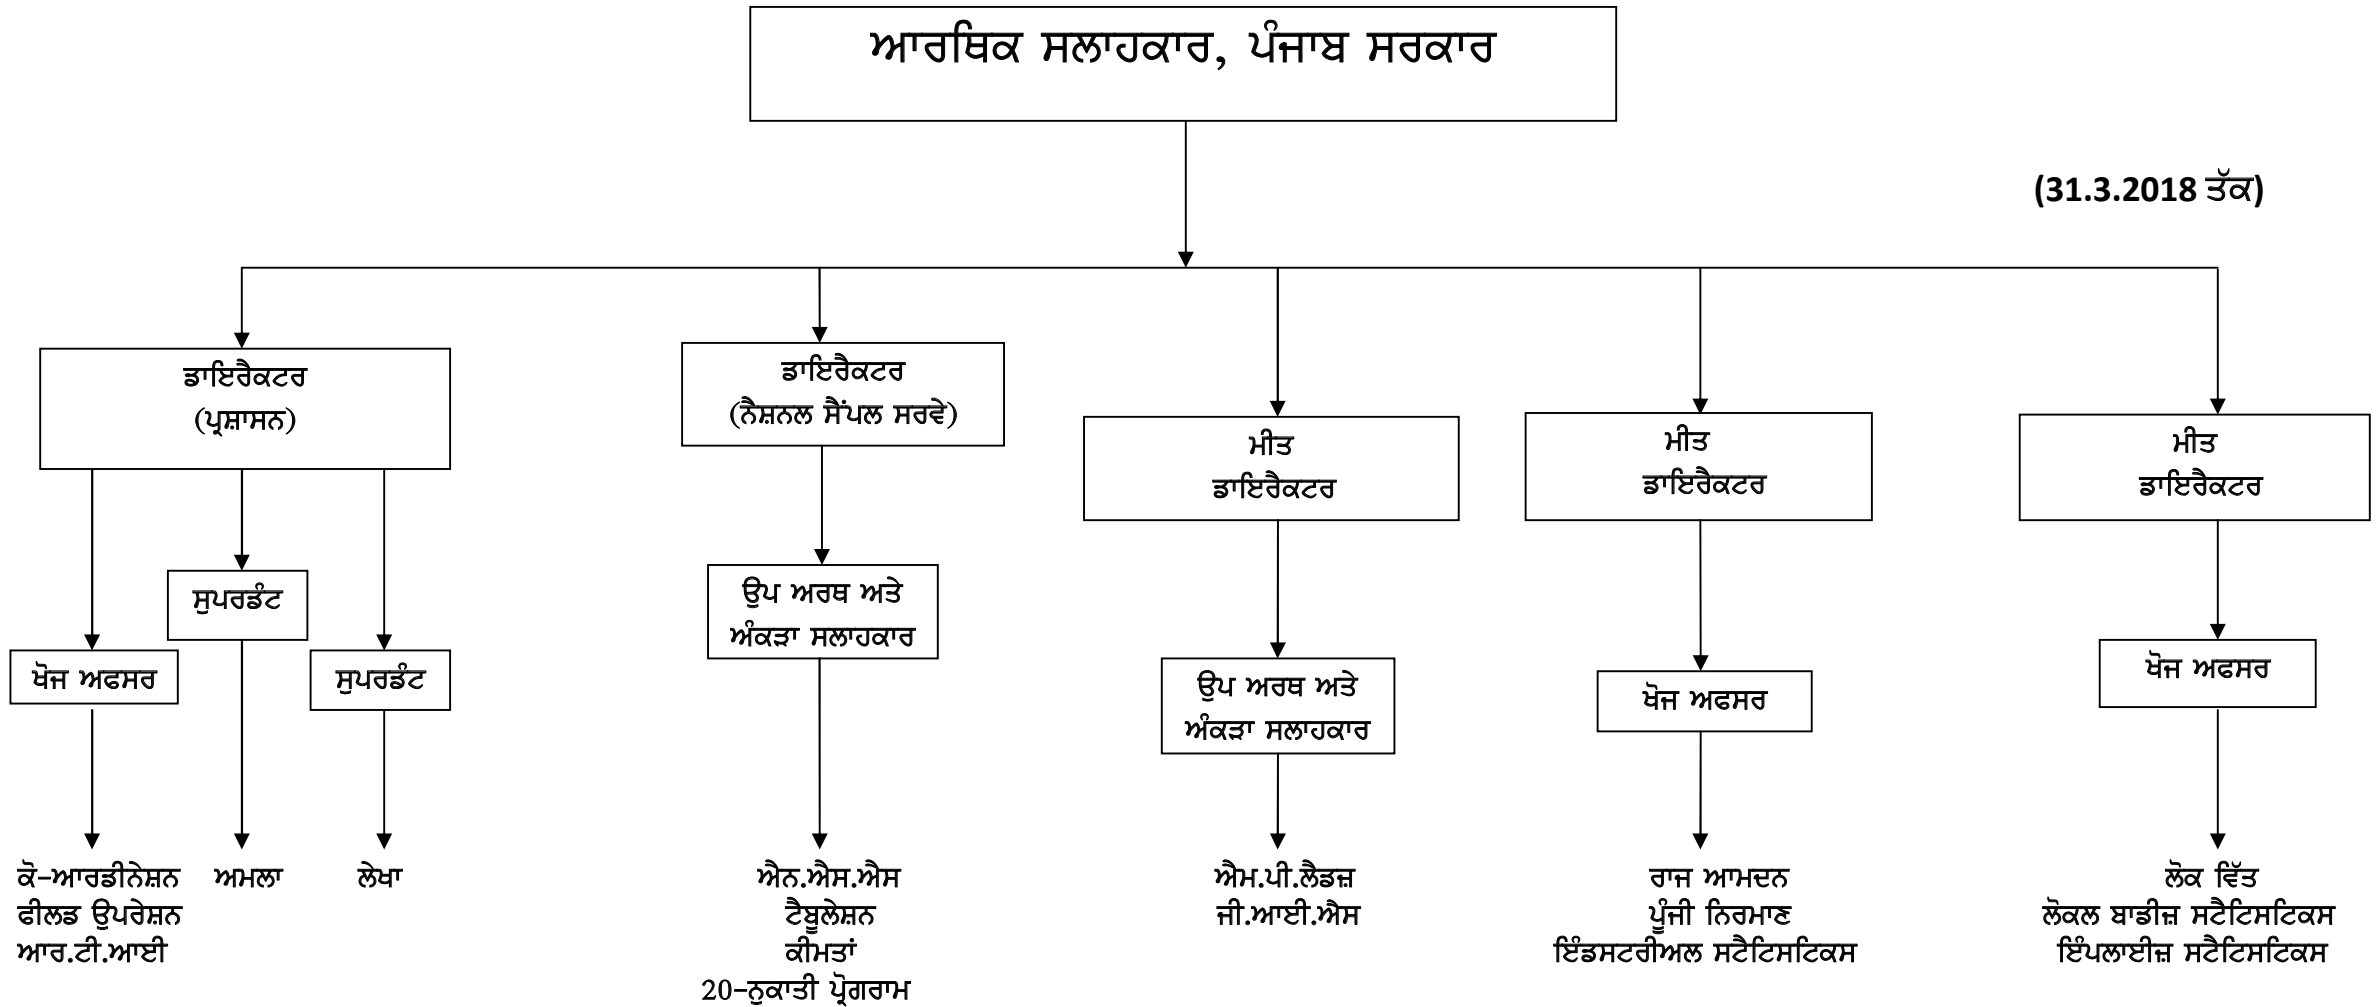 ਆਰਥਿਕ ਸਲਾਹਕਾਰ, ਪੰਜਾਬ ਸਰਕਾਰ
(31.3.2018 ਤੱਕ)
ਡਾਇਰੈਕਟਰ
(ਪ੍ਰਸ਼ਾਸਨ)
ਡਾਇਰੈਕਟਰ
(ਨੈਸ਼ਨਲ ਸੈਂਪਲ ਸਰਵੇ)
ਮੀਤ
ਡਾਇਰੈਕਟਰ
ਮੀਤ
ਡਾਇਰੈਕਟਰ
ਮੀਤ
ਡਾਇਰੈਕਟਰ
ਸੁਪਰਡੰਟ
ਖੋਜ ਅਫਸਰ
ਸੁਪਰਡੰਟ
ਉਪ ਅਰਥ ਅਤੇ
ਅੰਕੜਾ ਸਲਾਹਕਾਰ
ਉਪ ਅਰਥ ਅਤੇ
ਅੰਕੜਾ ਸਲਾਹਕਾਰ
ਖੋਜ ਅਫਸਰ
ਖੋਜ ਅਫਸਰ
ਕੋ-ਆਰਡੀਨੇਸ਼ਨ
ਫੀਲਡ ਉਪਰੇਸ਼ਨ
ਆਰ.ਟੀ.ਆਈ
ਅਮਲਾ
ਲੇਖਾ
ਐਨ.ਐਸ.ਐਸ
ਟੈਬੂਲੇਸ਼ਨ
ਕੀਮਤਾਂ
20-ਨੁਕਾਤੀ ਪ੍ਰੋਗਰਾਮ
ਐਮ.ਪੀ.ਲੈਡਜ਼
ਜੀ.ਆਈ.ਐਸ
ਰਾਜ ਆਮਦਨ
ਪੂੰਜੀ ਨਿਰਮਾਣ
ਇੰਡਸਟਰੀਅਲ ਸਟੈਟਿਸਟਿਕਸ
ਲੋਕ ਵਿੱਤ
ਲੋਕਲ ਬਾਡੀਜ਼ ਸਟੈਟਿਸਟਿਕਸ
ਇੰਪਲਾਈਜ਼ ਸਟੈਟਿਸਟਿਕਸ